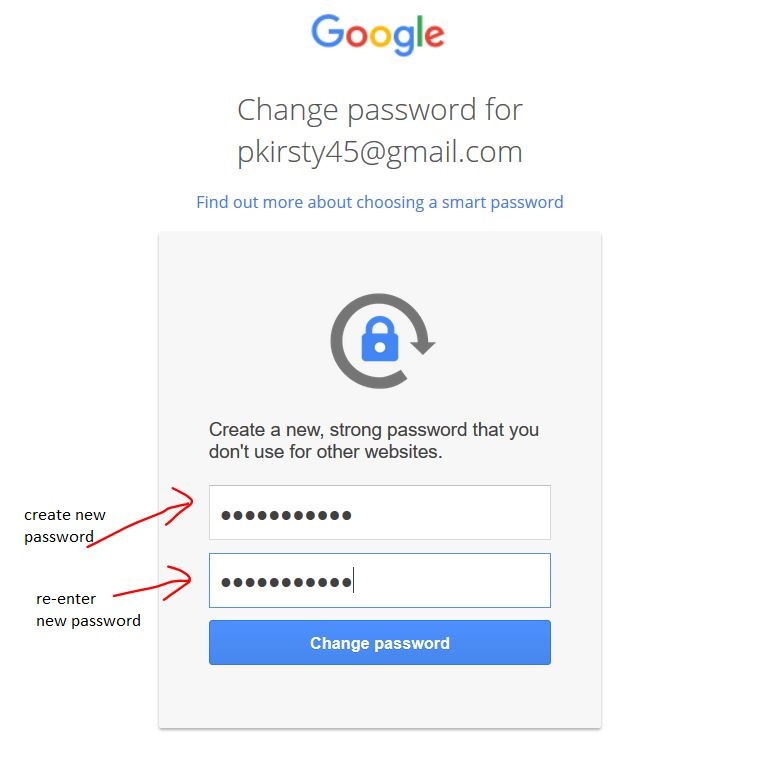 Google
Change password for
pkirsty45@gmail.com
Find out more about choosing a smart password
Create a new, strong password that you
don't use for other websites.
create new
password
●●●●●●●●●●●
re-enter
new password
●●●●●●●●●●●
Change password